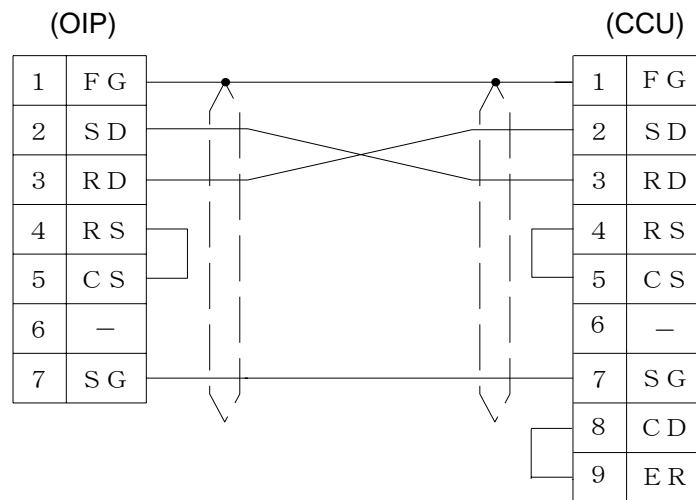 (OIP) (CCU)
1 FG 1 FG
2 SD 2 SD
3 RD 3 RD
4 RS 4 RS
5 CS 5 CS
6 － 6 －
7 SG 7 SG
8 CD
9 ER